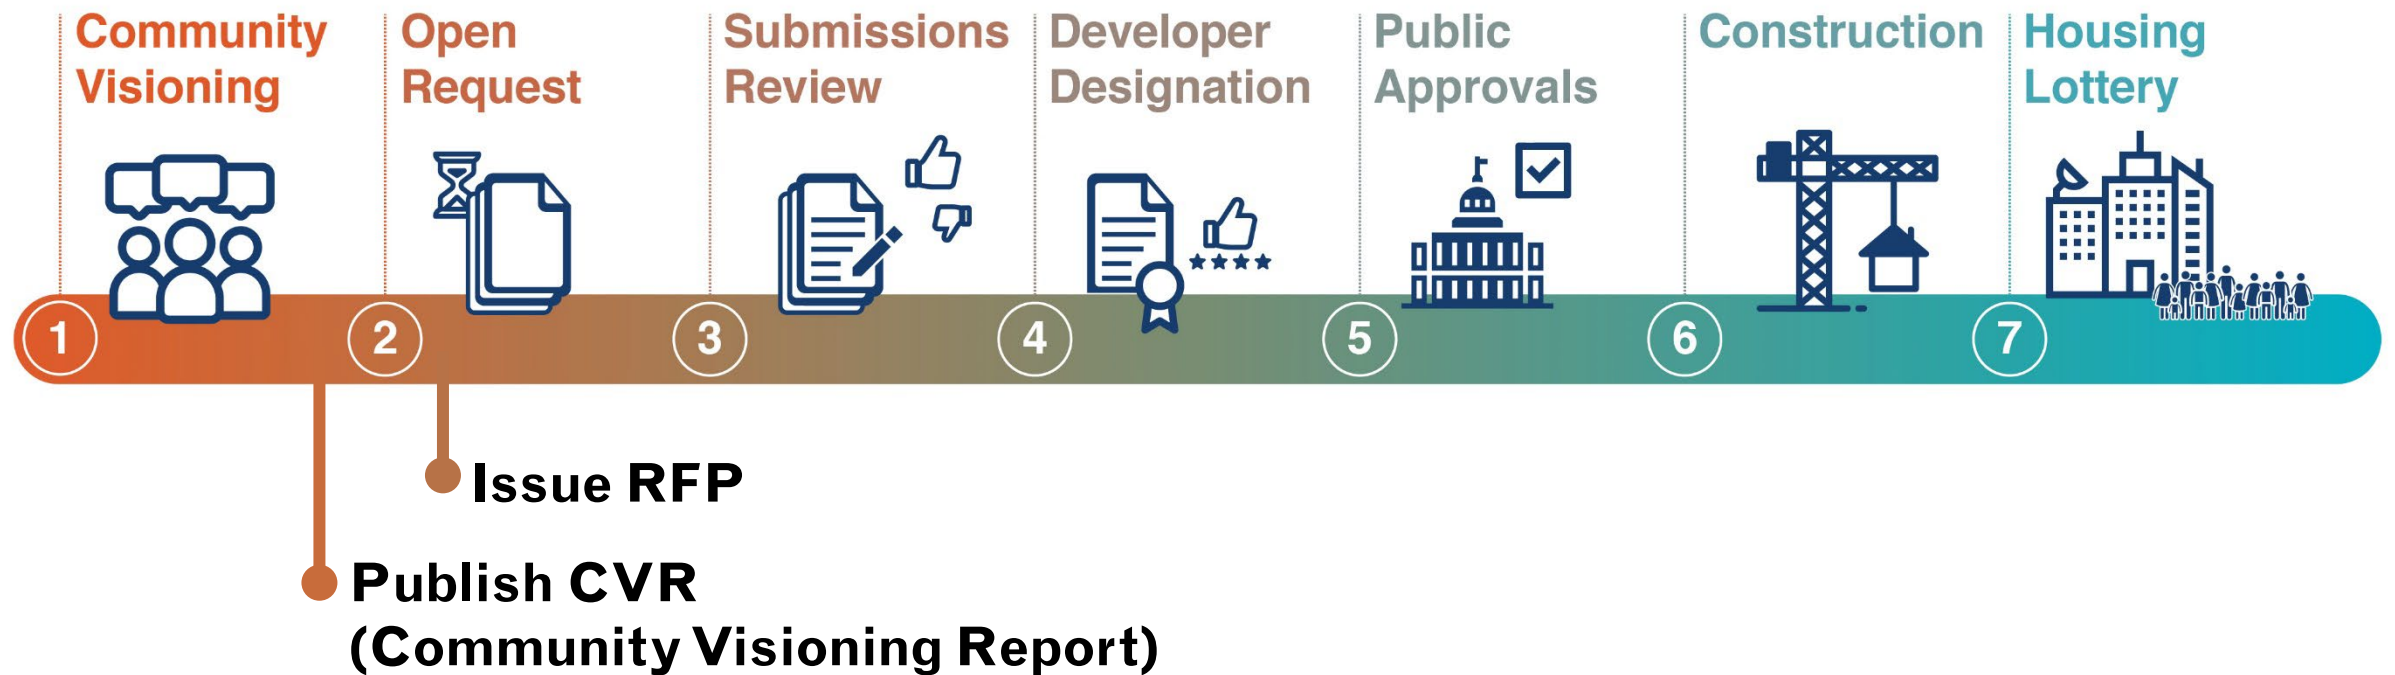 Community
Visioning
Open
Request
Submissions
Review
Developer
Designation
Public
Approvals
Construction
Housing
Lottery
1
2
3
4
5
6
7
Issue RFP
Publish CVR
(Community Visioning Report)